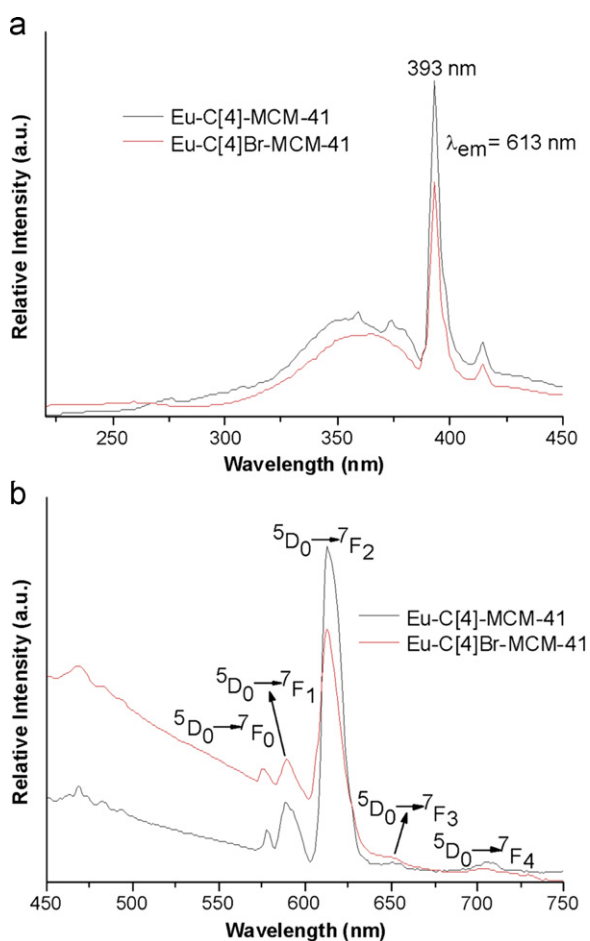 a
393 nm
Eu-C[4]-MCM-41
Eu-C[4]Br-MCM-41
λem = 613 nm
Relative Intensity (a.u.)
250 300 350 400 450
Wavelength (nm)
b
5D0→7F2
Eu-C[4]-MCM-41
Eu-C[4]Br-MCM-41
5D0→7F1
5D0→7F0
5D0→7F3
5D0→7F4
Relative Intensity (a.u.)
450 500 550 600 650 700 750
Wavelength (nm)